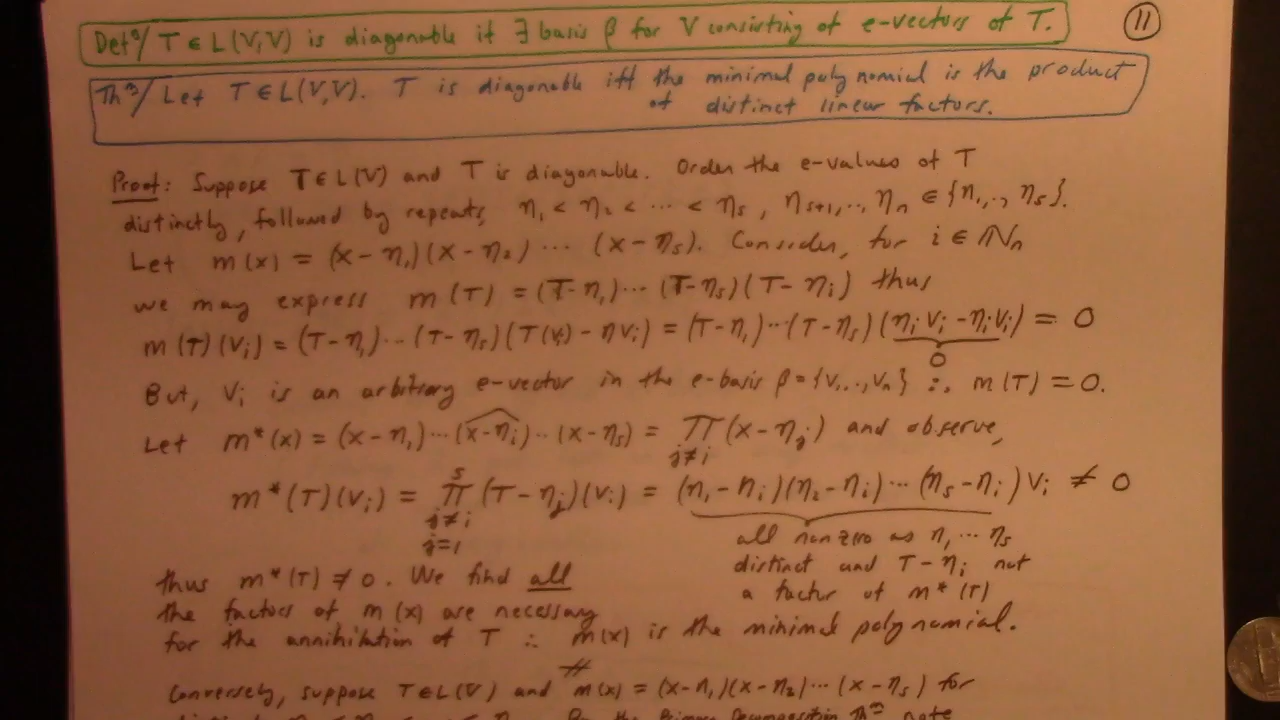 11
Def²/ T ∈ L(V,V) is diagonable if ∃ basis β for V consisting of e-vectors of T.
Thᵐ/ Let T ∈ L(V,V). T is diagonable iff the minimal polynomial is the product
of distinct linear factors.
Proof: Suppose T ∈ L(V) and T is diagonable. Order the e-values of T
distinctly, followed by repeats, η₁ < η₂ < ··· < ηₛ, ηₛ₊₁, .., ηₙ ∈ {η₁, .., ηₛ}.
Let m(x) = (x − η₁)(x − η₂) ··· (x − ηₛ). Consider, for i ∈ ℕₙ
we may express m(T) = (T − η₁) ··· (T − ηₛ)(T − ηᵢ) thus
m(T)(vᵢ) = (T − η₁) ·· (T − ηₛ)(T(vᵢ) − ηvᵢ) = (T − η₁) ·· (T − ηₛ)(ηᵢvᵢ − ηᵢvᵢ) = 0
0
But, vᵢ is an arbitrary e-vector in the e-basis β = {v₁, .., vₙ} ∴ m(T) = 0.
Let m*(x) = (x − η₁) ··· (x − ηᵢ)^ ·· (x − ηₛ) = ∏ (x − ηⱼ) and observe,
j≠i
m*(T)(vᵢ) = ∏ˢ (T − ηⱼ)(vᵢ) = (η₁ − ηᵢ)(η₂ − ηᵢ) ··· (ηₛ − ηᵢ)vᵢ ≠ 0
j≠i
j=1
all nonzero as η₁ ··· ηₛ
distinct and T − ηᵢ not
a factor of m*(T)
thus m*(T) ≠ 0. We find all
the factors of m(x) are necessary
for the annihilation of T ∴ m(x) is the minimal polynomial.
#
Conversely, suppose T ∈ L(V) and m(x) = (x − η₁)(x − η₂) ··· (x − ηₛ) for
By the Primary Decomposition Thᵐ note